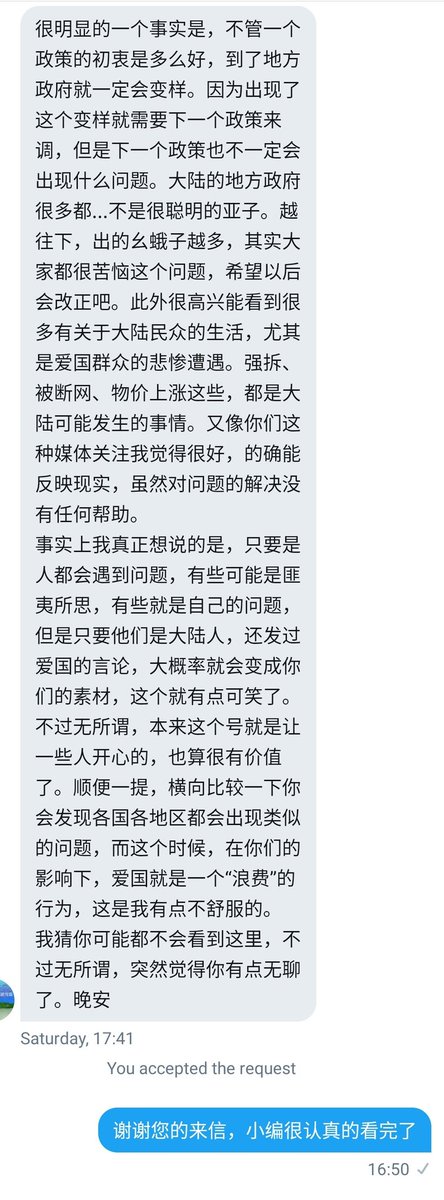 很明显的一个事实是，不管一个
政策的初衷是多么好，到了地方
政府就一定会变样。因为出现了
这个变样就需要下一个政策来
调，但是下一个政策也不一定会
出现什么问题。大陆的地方政府
很多都...不是很聪明的亚子。越
往下，出的幺蛾子越多，其实大
家都很苦恼这个问题，希望以后
会改正吧。此外很高兴能看到很
多有关于大陆民众的生活，尤其
是爱国群众的悲惨遭遇。强拆、
被断网、物价上涨这些，都是大
陆可能发生的事情。又像你们这
种媒体关注我觉得很好，的确能
反映现实，虽然对问题的解决没
有任何帮助。
事实上我真正想说的是，只要是
人都会遇到问题，有些可能是匪
夷所思，有些就是自己的问题，
但是只要他们是大陆人，还发过
爱国的言论，大概率就会变成你
们的素材，这个就有点可笑了。
不过无所谓，本来这个号就是让
一些人开心的，也算很有价值
了。顺便一提，横向比较一下你
会发现各国各地区都会出现类似
的问题，而这个时候，在你们的
影响下，爱国就是一个“浪费”的
行为，这是我有点不舒服的。
我猜你可能都不会看到这里，不
过无所谓，突然觉得你有点无聊
了。晚安
Saturday, 17:41
You accepted the request
谢谢您的来信，小编很认真的看完了
16:50